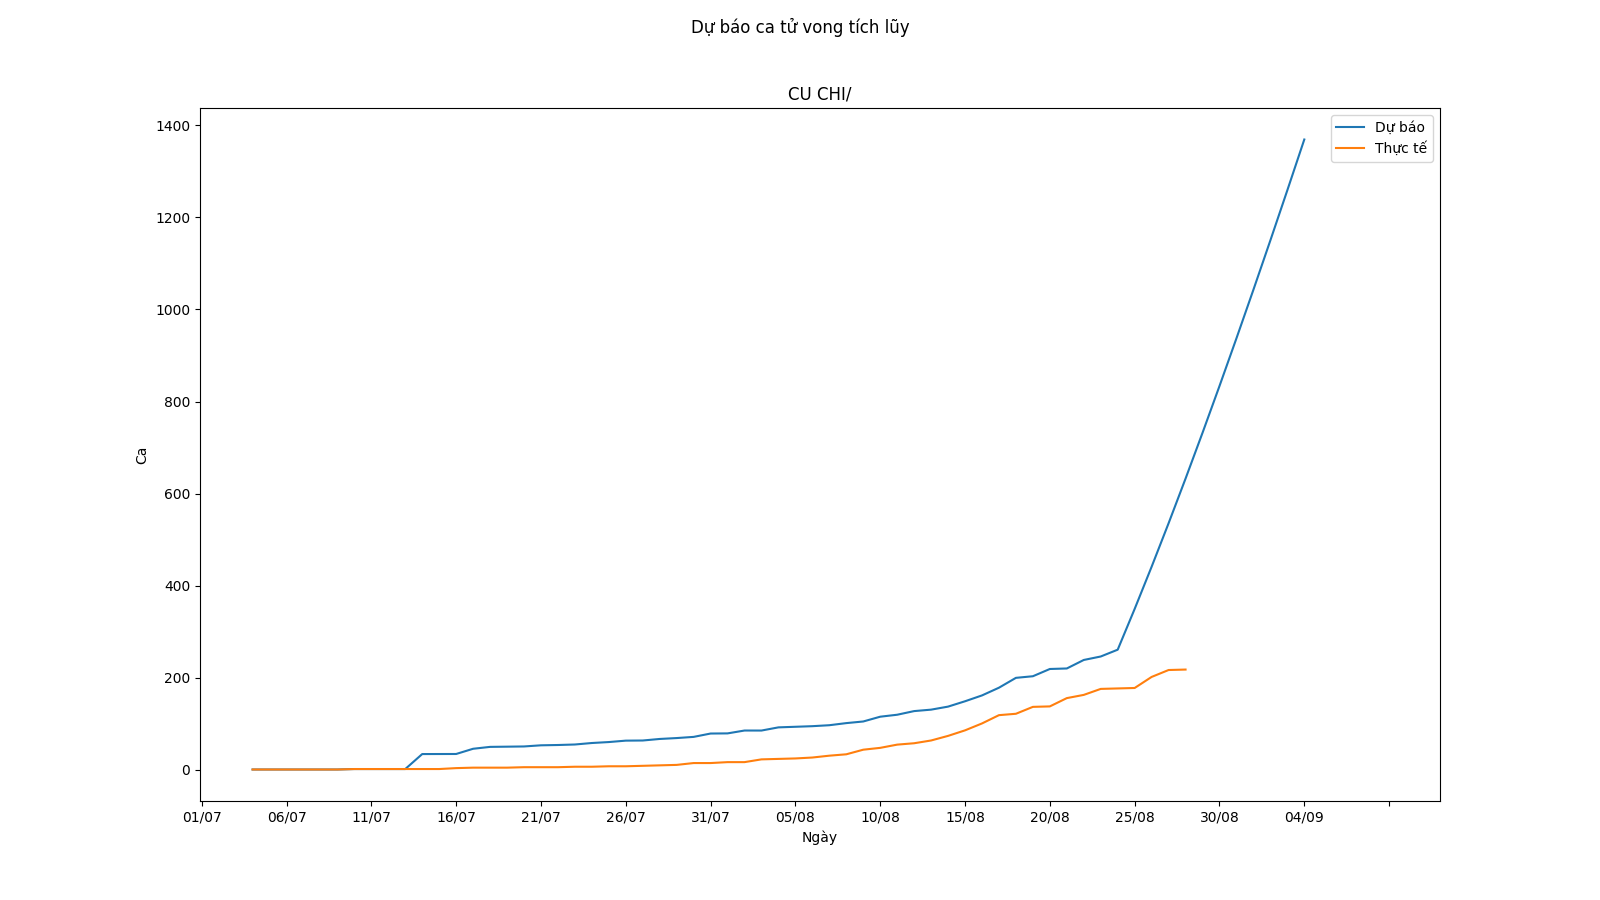 Dự báo ca tử vong tích lũy
CU CHI/
Dự báo
Thực tế
1400
1200
1000
800
600
400
200
0
Ca
01/07 06/07 11/07 16/07 21/07 26/07 31/07 05/08 10/08 15/08 20/08 25/08 30/08 04/09
Ngày